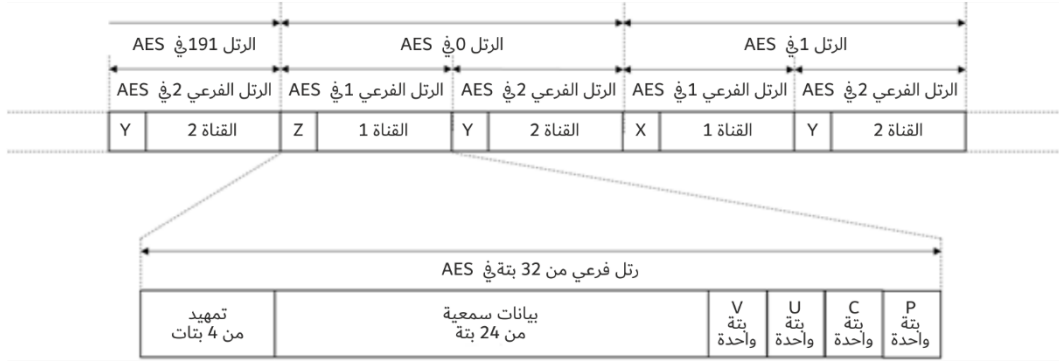 الرتل 191 في AES الرتل 0 في AES الرتل 1 في AES
الرتل الفرعي 2 في AES الرتل الفرعي 1 في AES الرتل الفرعي 2 في AES الرتل الفرعي 1 في AES الرتل الفرعي 2 في AES
Y القناة 2 Z القناة 1 Y القناة 2 X القناة 1 Y القناة 2
رتل فرعي من 32 بتة في AES
تمهيد
من 4 بتات
بيانات سمعية
من 24 بتة
V
بتة
واحدة
U
بتة
واحدة
C
بتة
واحدة
P
بتة
واحدة